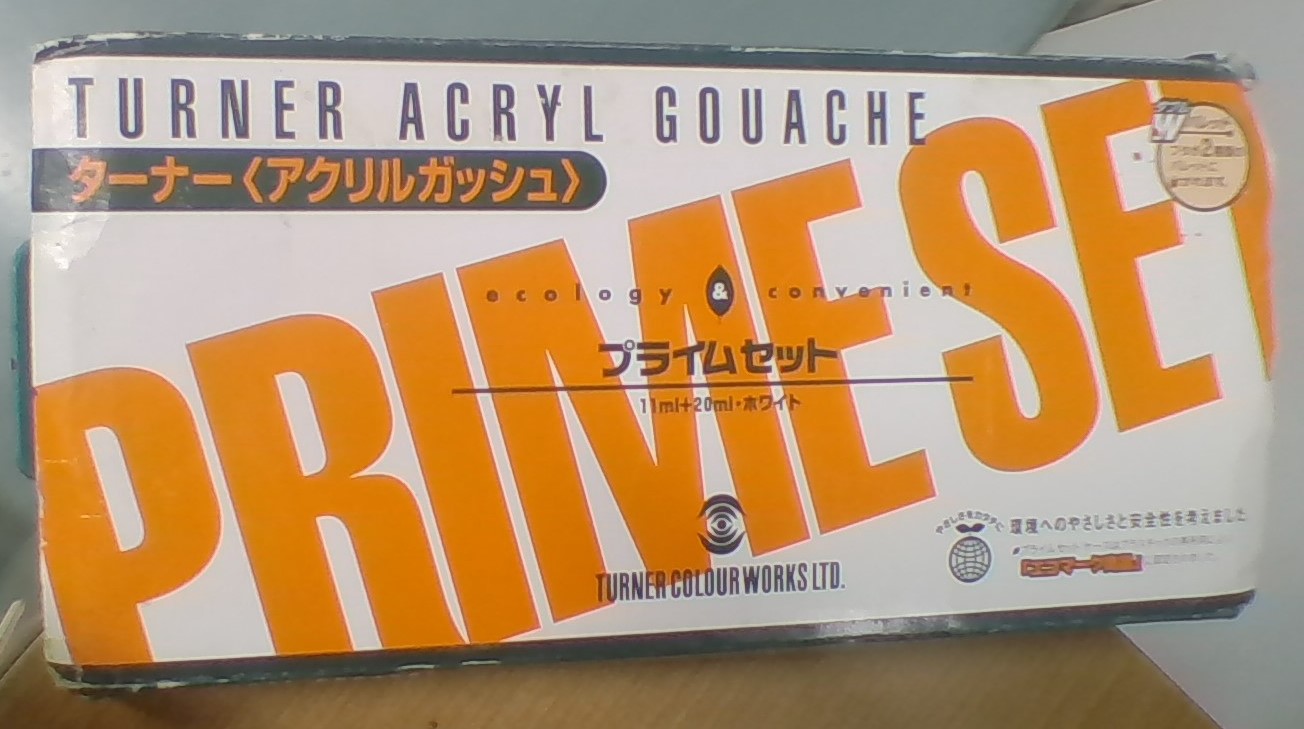 TURNER ACRYL GOUACHE
ターナー〈アクリルガッシュ〉
PRIME SET
ecology & convenient
プライムセット
11ml+20ml・ホワイト
TURNER COLOUR WORKS LTD.
環境へのやさしさと安全性を考えました